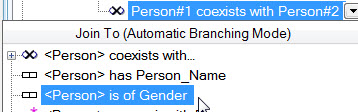 Person#1 coexists with Person#2
Join To (Automatic Branching Mode)
<Person> coexists with...
<Person> has Person_Name
<Person> is of Gender